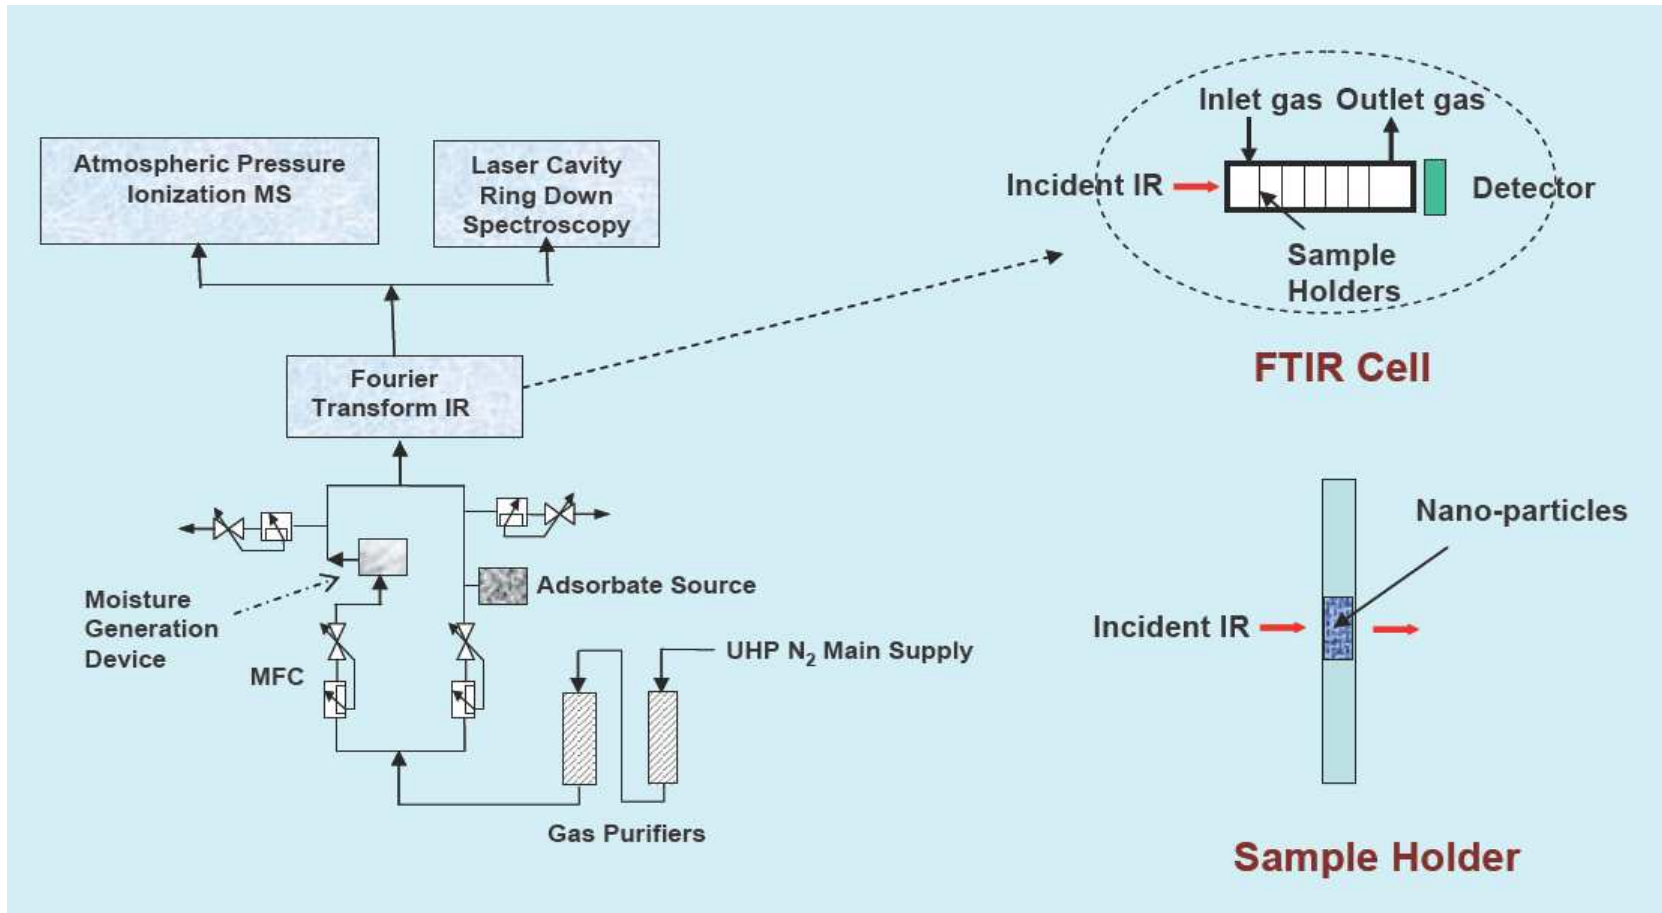 Atmospheric Pressure
Ionization MS
Laser Cavity
Ring Down
Spectroscopy
Fourier
Transform IR
Moisture
Generation
Device
MFC
Adsorbate Source
UHP N₂ Main Supply
Gas Purifiers
Inlet gas Outlet gas
Incident IR
Detector
Sample
Holders
FTIR Cell
Nano-particles
Incident IR
Sample Holder